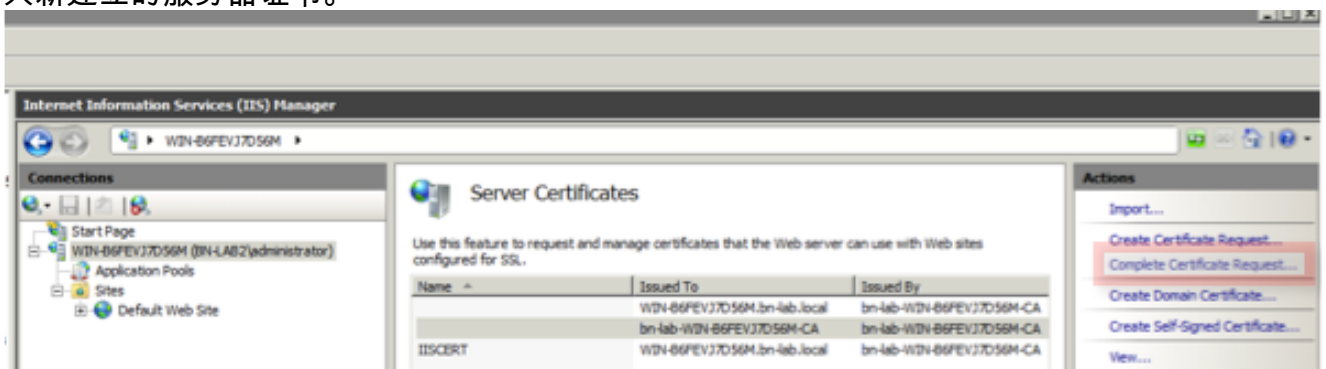 Internet Information Services (IIS) Manager
WIN-B6FEVJ7D56M
Connections
Start Page
WIN-B6FEVJ7D56M (BN-LAB2\administrator)
Application Pools
Sites
Default Web Site
Server Certificates
Use this feature to request and manage certificates that the Web server can use with Web sites
configured for SSL.
Name Issued To Issued By
WIN-B6FEVJ7D56M.bn-lab.local bn-lab-WIN-B6FEVJ7D56M-CA
bn-lab-WIN-B6FEVJ7D56M-CA bn-lab-WIN-B6FEVJ7D56M-CA
IISCERT WIN-B6FEVJ7D56M.bn-lab.local bn-lab-WIN-B6FEVJ7D56M-CA
Actions
Import...
Create Certificate Request...
Complete Certificate Request...
Create Domain Certificate...
Create Self-Signed Certificate...
View...